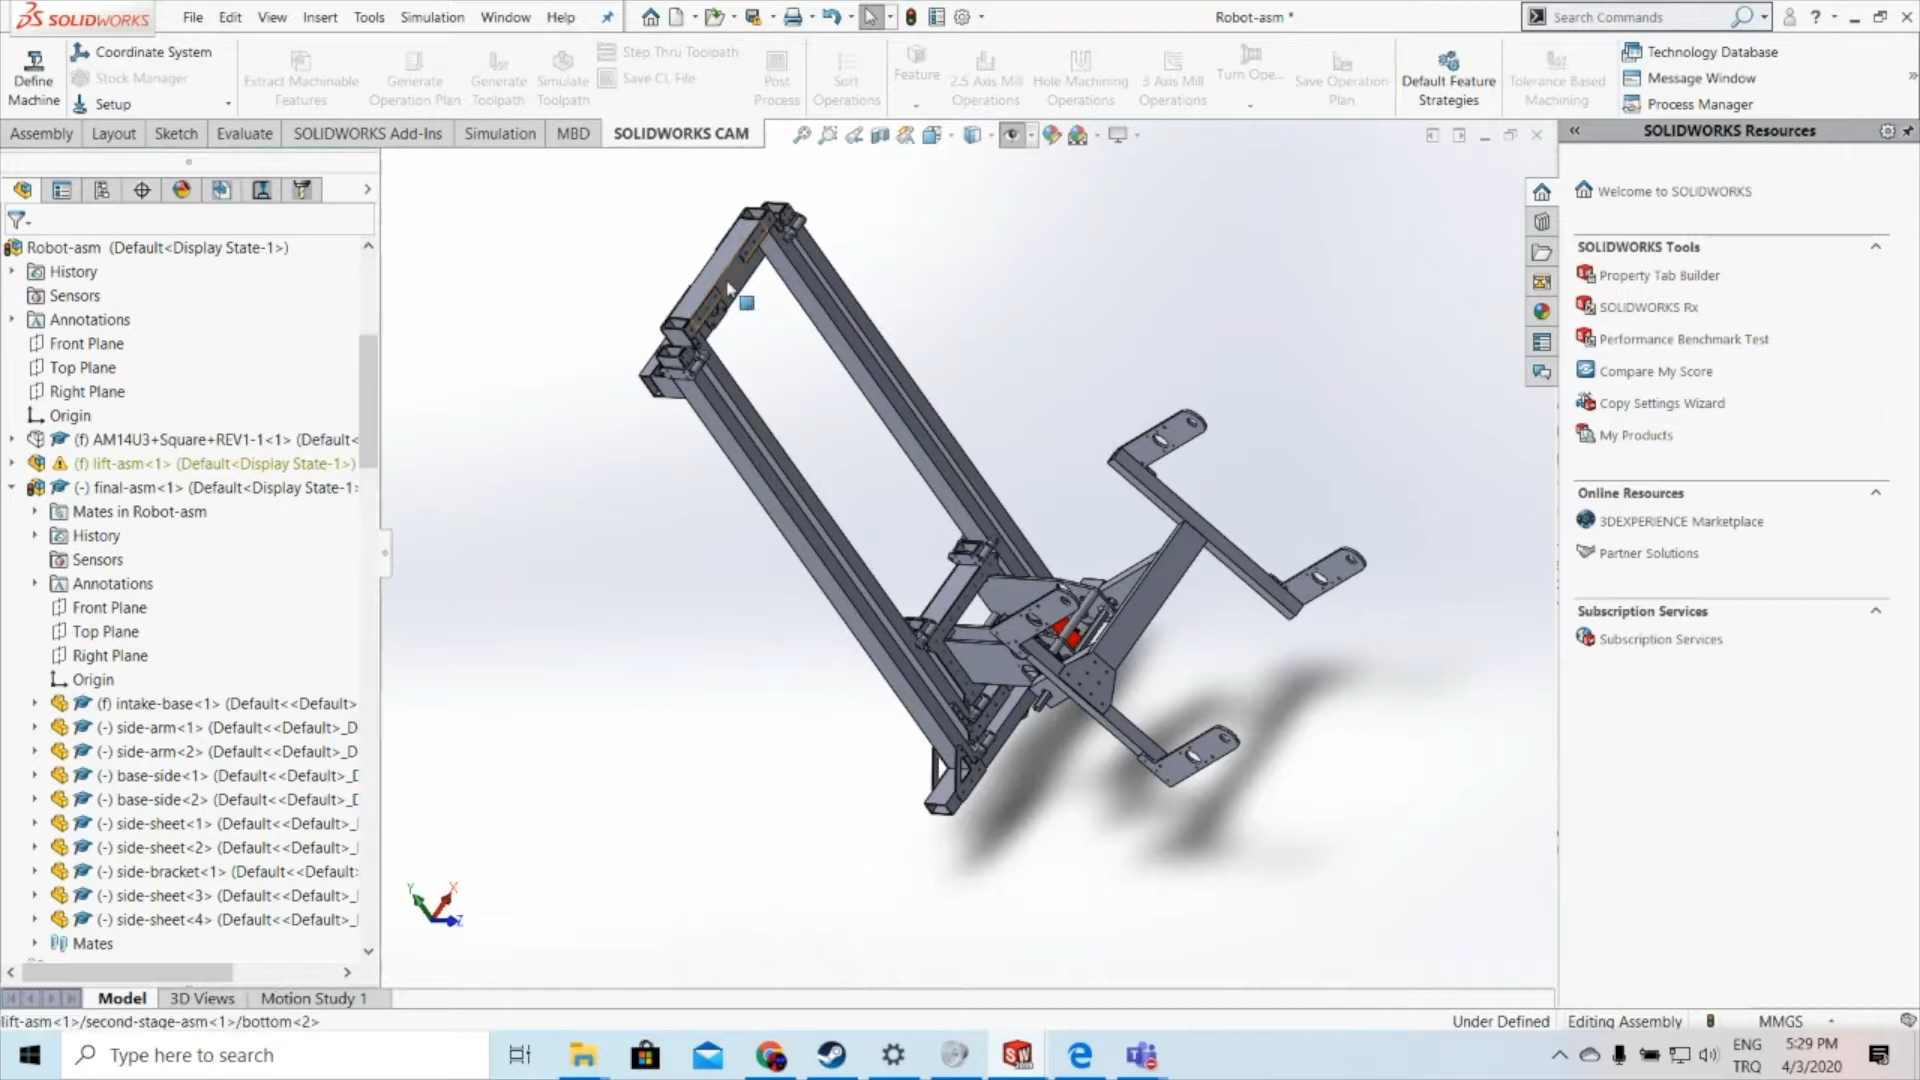 SOLIDWORKS File Edit View Insert Tools Simulation Window Help Robot-asm * Search Commands
Define Machine
Coordinate System
Stock Manager
Setup
Extract Machinable Features
Generate Operation Plan
Generate Toolpath
Simulate Toolpath
Step Thru Toolpath
Save CL File
Post Process
Sort Operations
Feature
2.5 Axis Mill Operations
Hole Machining Operations
3 Axis Mill Operations
Turn Ope...
Save Operation Plan
Default Feature Strategies
Tolerance Based Machining
Technology Database
Message Window
Process Manager
Assembly Layout Sketch Evaluate SOLIDWORKS Add-Ins Simulation MBD SOLIDWORKS CAM
SOLIDWORKS Resources
Robot-asm (Default<Display State-1>)
History
Sensors
Annotations
Front Plane
Top Plane
Right Plane
Origin
(f) AM14U3+Square+REV1-1<1> (Default<
(f) lift-asm<1> (Default<Display State-1>)
(-) final-asm<1> (Default<Display State-1>
Mates in Robot-asm
History
Sensors
Annotations
Front Plane
Top Plane
Right Plane
Origin
(f) intake-base<1> (Default<<Default>
(-) side-arm<1> (Default<<Default>_D
(-) side-arm<2> (Default<<Default>_D
(-) base-side<1> (Default<<Default>_D
(-) base-side<2> (Default<<Default>_D
(-) side-sheet<1> (Default<<Default>_
(-) side-sheet<2> (Default<<Default>_
(-) side-bracket<1> (Default<<Default>
(-) side-sheet<3> (Default<<Default>_
(-) side-sheet<4> (Default<<Default>_
Mates
Y X Z
Welcome to SOLIDWORKS
SOLIDWORKS Tools
Property Tab Builder
SOLIDWORKS Rx
Performance Benchmark Test
Compare My Score
Copy Settings Wizard
My Products
Online Resources
3DEXPERIENCE Marketplace
Partner Solutions
Subscription Services
Subscription Services
Model 3D Views Motion Study 1
lift-asm<1>/second-stage-asm<1>/bottom<2>
Under Defined Editing Assembly MMGS
Type here to search
ENG
TRQ
5:29 PM
4/3/2020